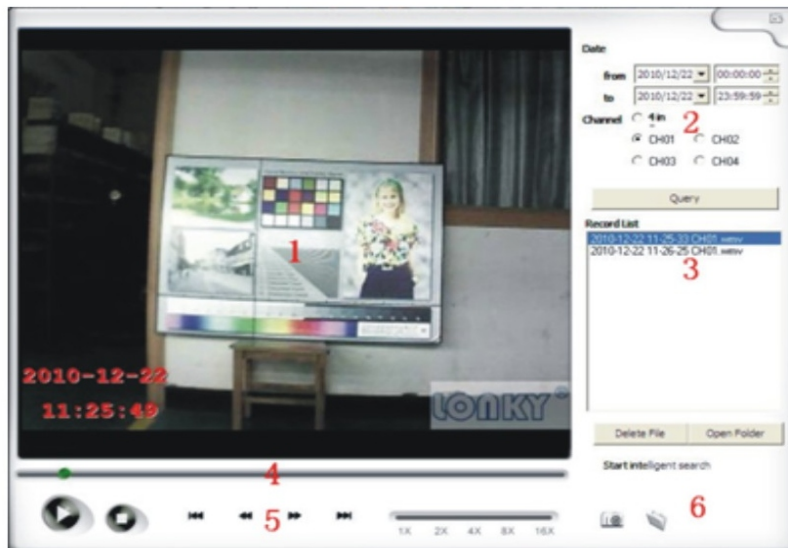 Date
from 2010/12/22 00:00:00
to 2010/12/22 23:59:59
Channel 4 in 2
CH01 CH02
CH03 CH04
Query
Record List
2010-12-22 11-25-33 CH01
2010-12-22 11-26-25 CH01
3
1
2010-12-22
11:25:49
LONKY
Delete File Open Folder
4
Start intelligent search
5
1X 2X 4X 8X 16X
6